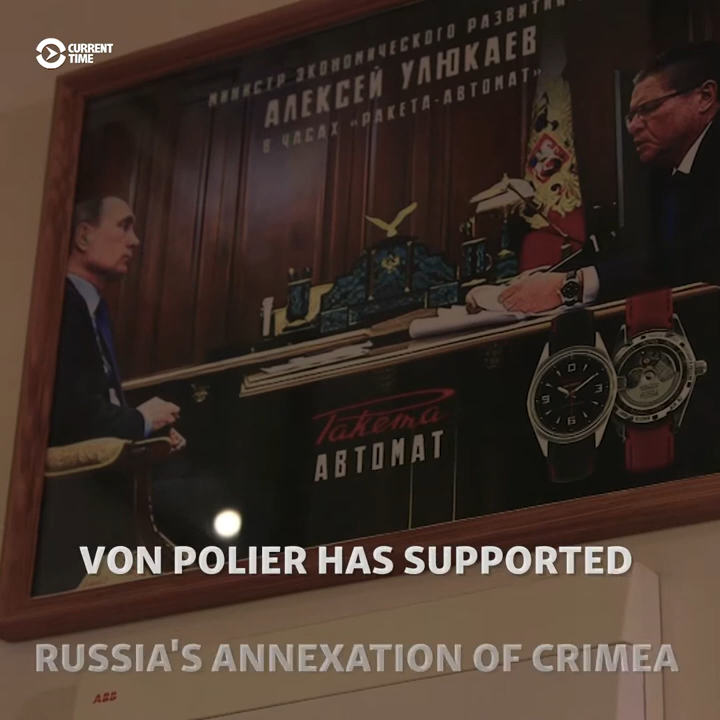 CURRENT
TIME
МИНИСТР ЭКОНОМИЧЕСКОГО РАЗВИТИЯ
АЛЕКСЕЙ УЛЮКАЕВ
В ЧАСАХ «РАКЕТА-АВТОМАТ»
Ракета
АВТОМАТ
VON POLIER HAS SUPPORTED
RUSSIA'S ANNEXATION OF CRIMEA
ABB